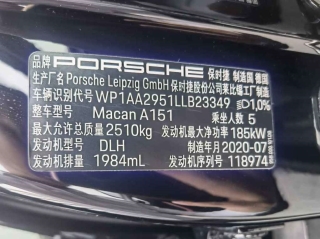 品牌 PORSCHE 保时捷 制造国 德国
生产厂名 Porsche Leipzig GmbH 保时捷股份公司莱比锡工厂制造
车辆识别代号 WP1AA2951LLB23349 D1,0%
整车型号 Macan A151 乘坐人数 5
最大允许总质量 2510kg 发动机最大净功率 185kW
发动机型号 DLH 制造年月 2020-07
发动机排量 1984mL 发动机号 118974